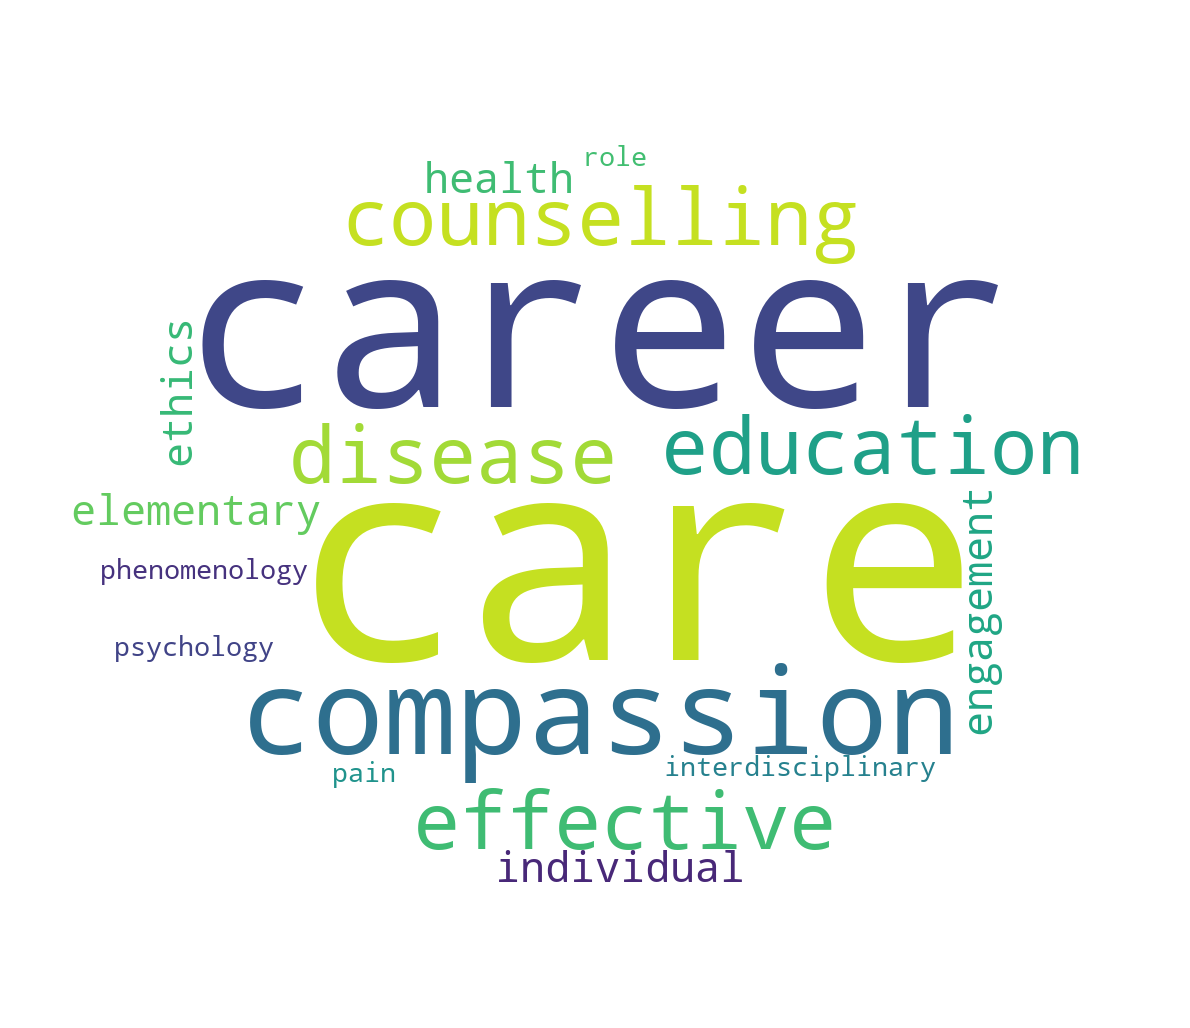 role
health
counselling
career
ethics
disease
education
elementary
care
engagement
phenomenology
psychology
compassion
pain
interdisciplinary
effective
individual